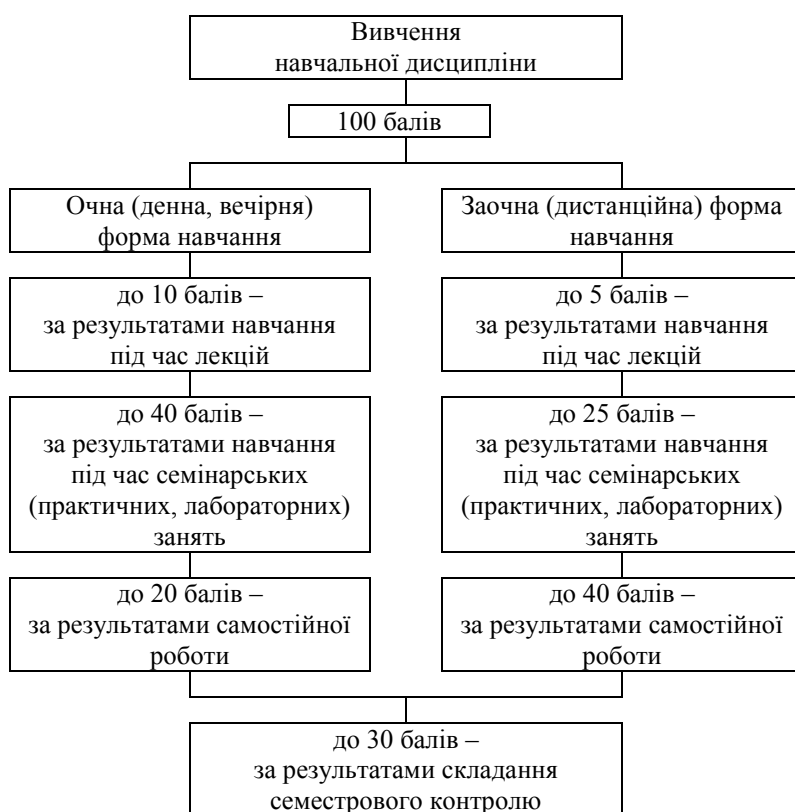 Вивчення
навчальної дисципліни
100 балів
Очна (денна, вечірня)
форма навчання
до 10 балів –
за результатами навчання
під час лекцій
до 40 балів –
за результатами навчання
під час семінарських
(практичних, лабораторних)
занять
до 20 балів –
за результатами самостійної
роботи
Заочна (дистанційна) форма
навчання
до 5 балів –
за результатами навчання
під час лекцій
до 25 балів –
за результатами навчання
під час семінарських
(практичних, лабораторних)
занять
до 40 балів –
за результатами самостійної
роботи
до 30 балів –
за результатами складання
семестрового контролю